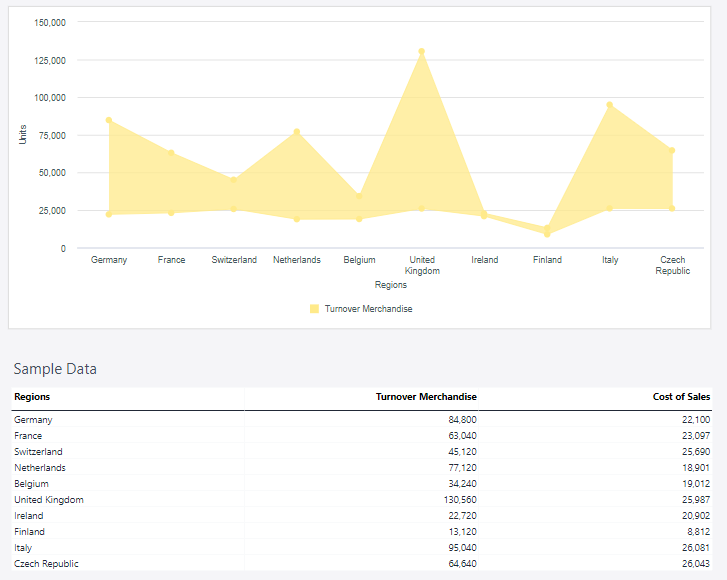 150,000
125,000
100,000
75,000
50,000
25,000
0
Units
Germany France Switzerland Netherlands Belgium United Kingdom Ireland Finland Italy Czech Republic
Regions
Turnover Merchandise
Sample Data
Regions Turnover Merchandise Cost of Sales
Germany 84,800 22,100
France 63,040 23,097
Switzerland 45,120 25,690
Netherlands 77,120 18,901
Belgium 34,240 19,012
United Kingdom 130,560 25,987
Ireland 22,720 20,902
Finland 13,120 8,812
Italy 95,040 26,081
Czech Republic 64,640 26,043